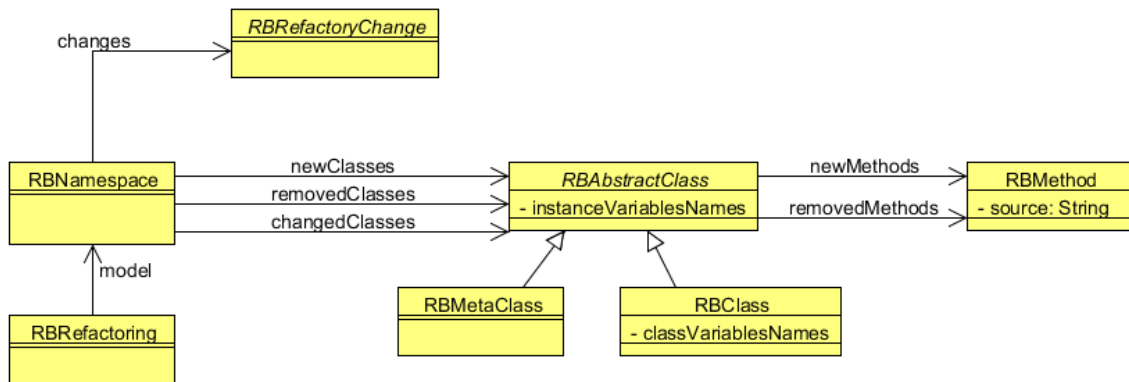 RBRefactoryChange
changes
RBNamespace
newClasses
removedClasses
changedClasses
RBAbstractClass
- instanceVariablesNames
newMethods
removedMethods
RBMethod
- source: String
model
RBRefactoring
RBMetaClass
RBClass
- classVariablesNames